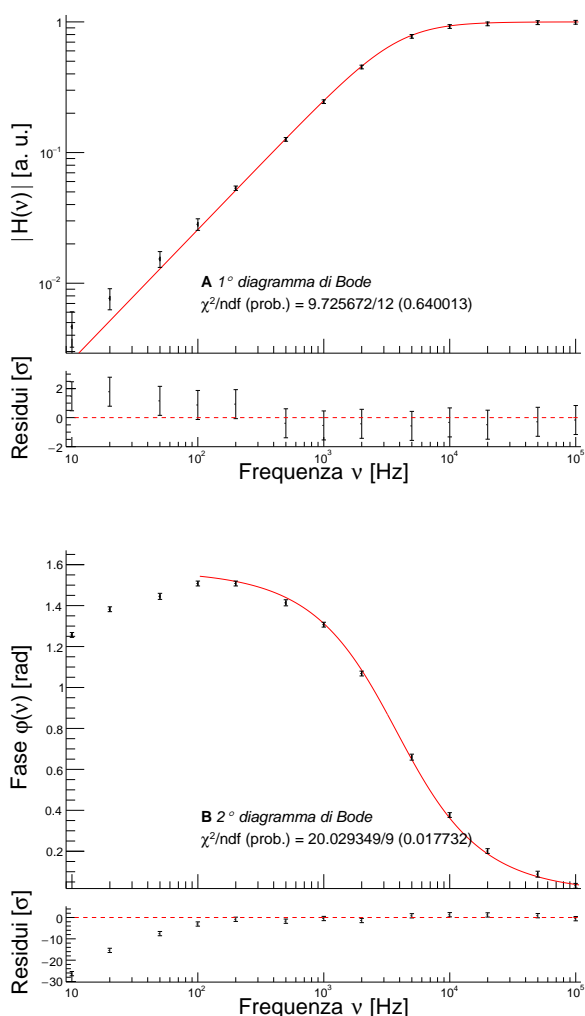 |H(ν)| [a. u.]
1
10⁻¹
10⁻²
A 1° diagramma di Bode
χ²/ndf (prob.) = 9.725672/12 (0.640013)
Residui [σ]
2
0
−2
10 10² 10³ 10⁴ 10⁵
Frequenza ν [Hz]
Fase φ(ν) [rad]
1.6
1.4
1.2
1
0.8
0.6
0.4
0.2
B 2° diagramma di Bode
χ²/ndf (prob.) = 20.029349/9 (0.017732)
Residui [σ]
0
−10
−20
−30
10 10² 10³ 10⁴ 10⁵
Frequenza ν [Hz]